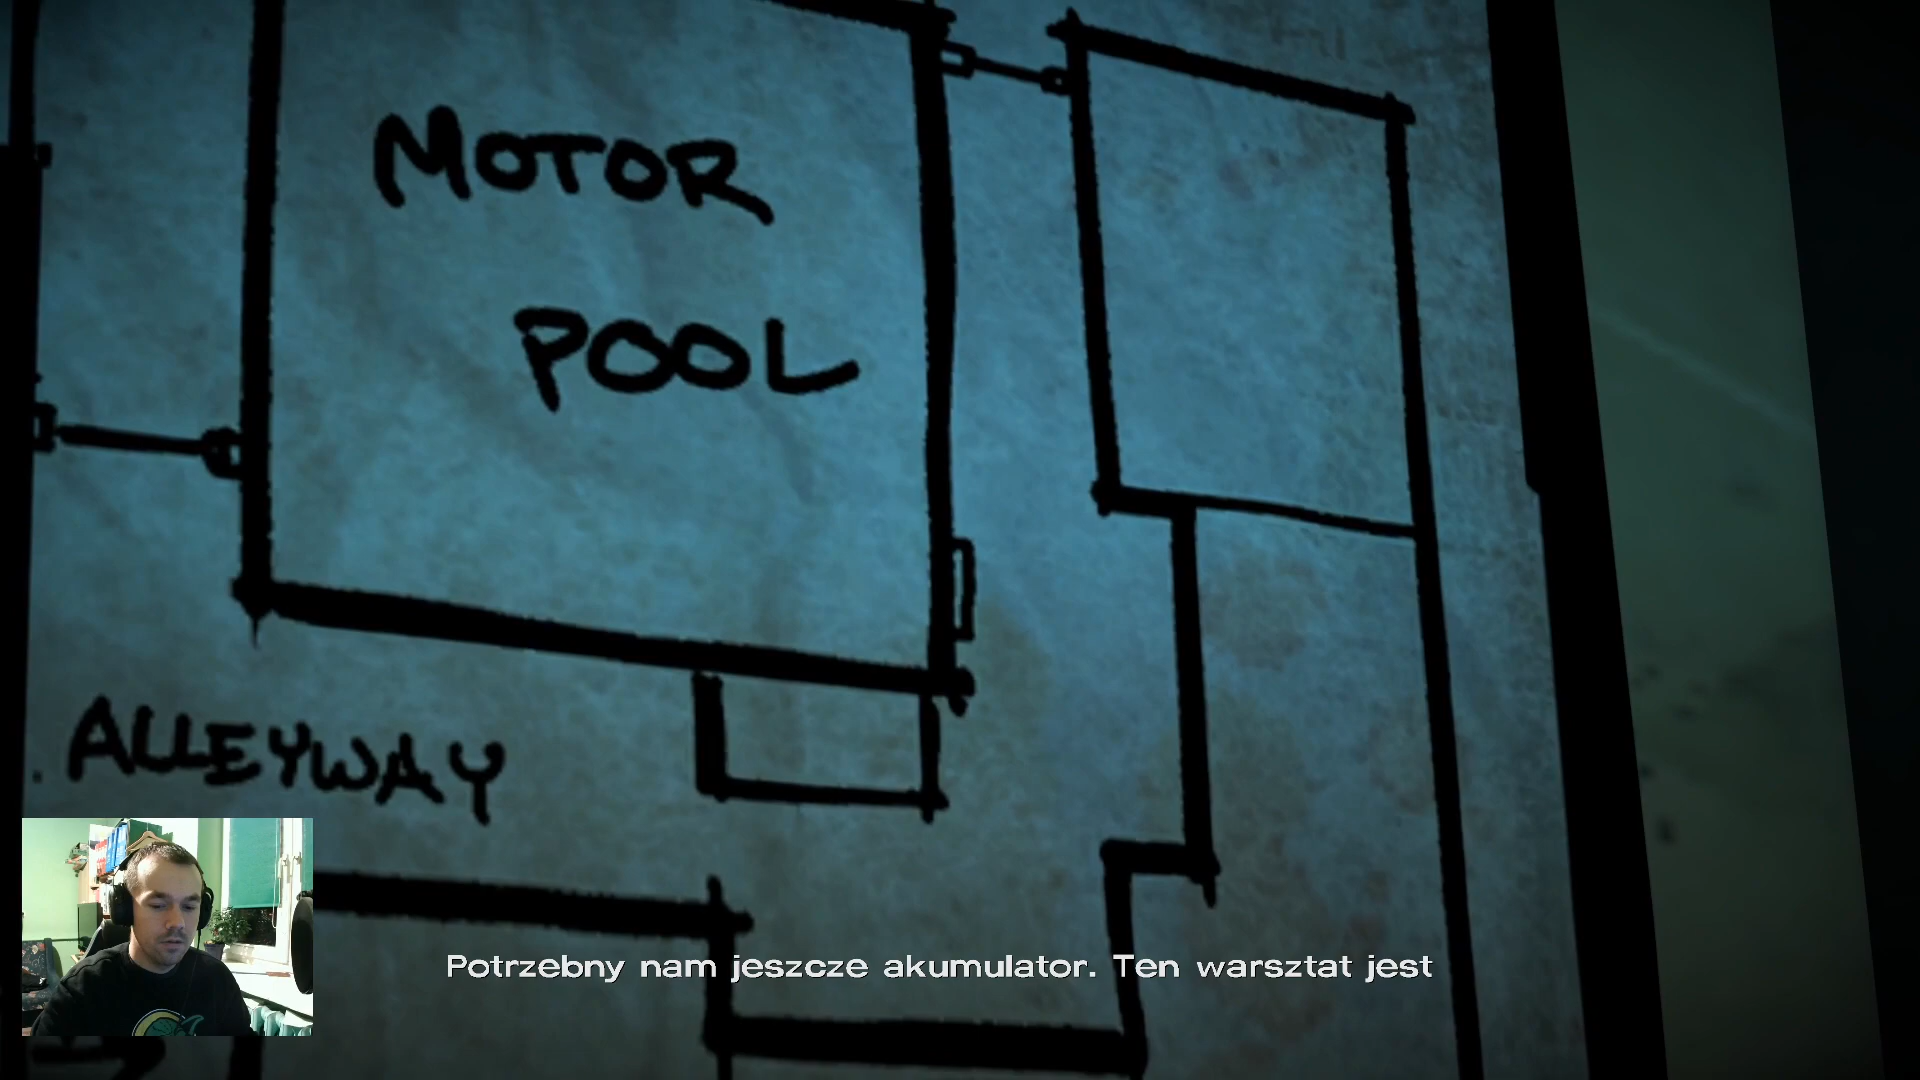 MOTOR
POOL
ALLEYWAY
Potrzebny nam jeszcze akumulator. Ten warsztat jest